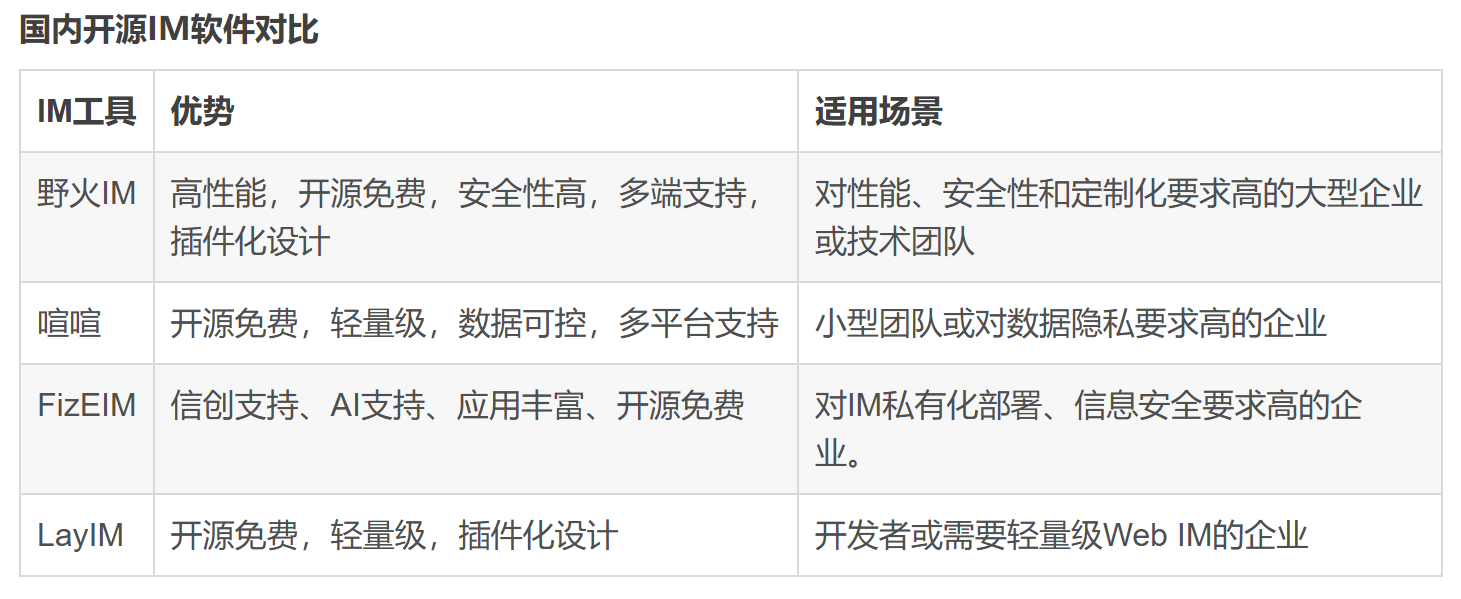 国内开源IM软件对比
IM工具 优势 适用场景
野火IM 高性能，开源免费，安全性高，多端支持， 对性能、安全性和定制化要求高的大型企业
插件化设计 或技术团队
喧喧 开源免费，轻量级，数据可控，多平台支持 小型团队或对数据隐私要求高的企业
FizEIM 信创支持、AI支持、应用丰富、开源免费 对IM私有化部署、信息安全要求高的企
业。
LayIM 开源免费，轻量级，插件化设计 开发者或需要轻量级Web IM的企业